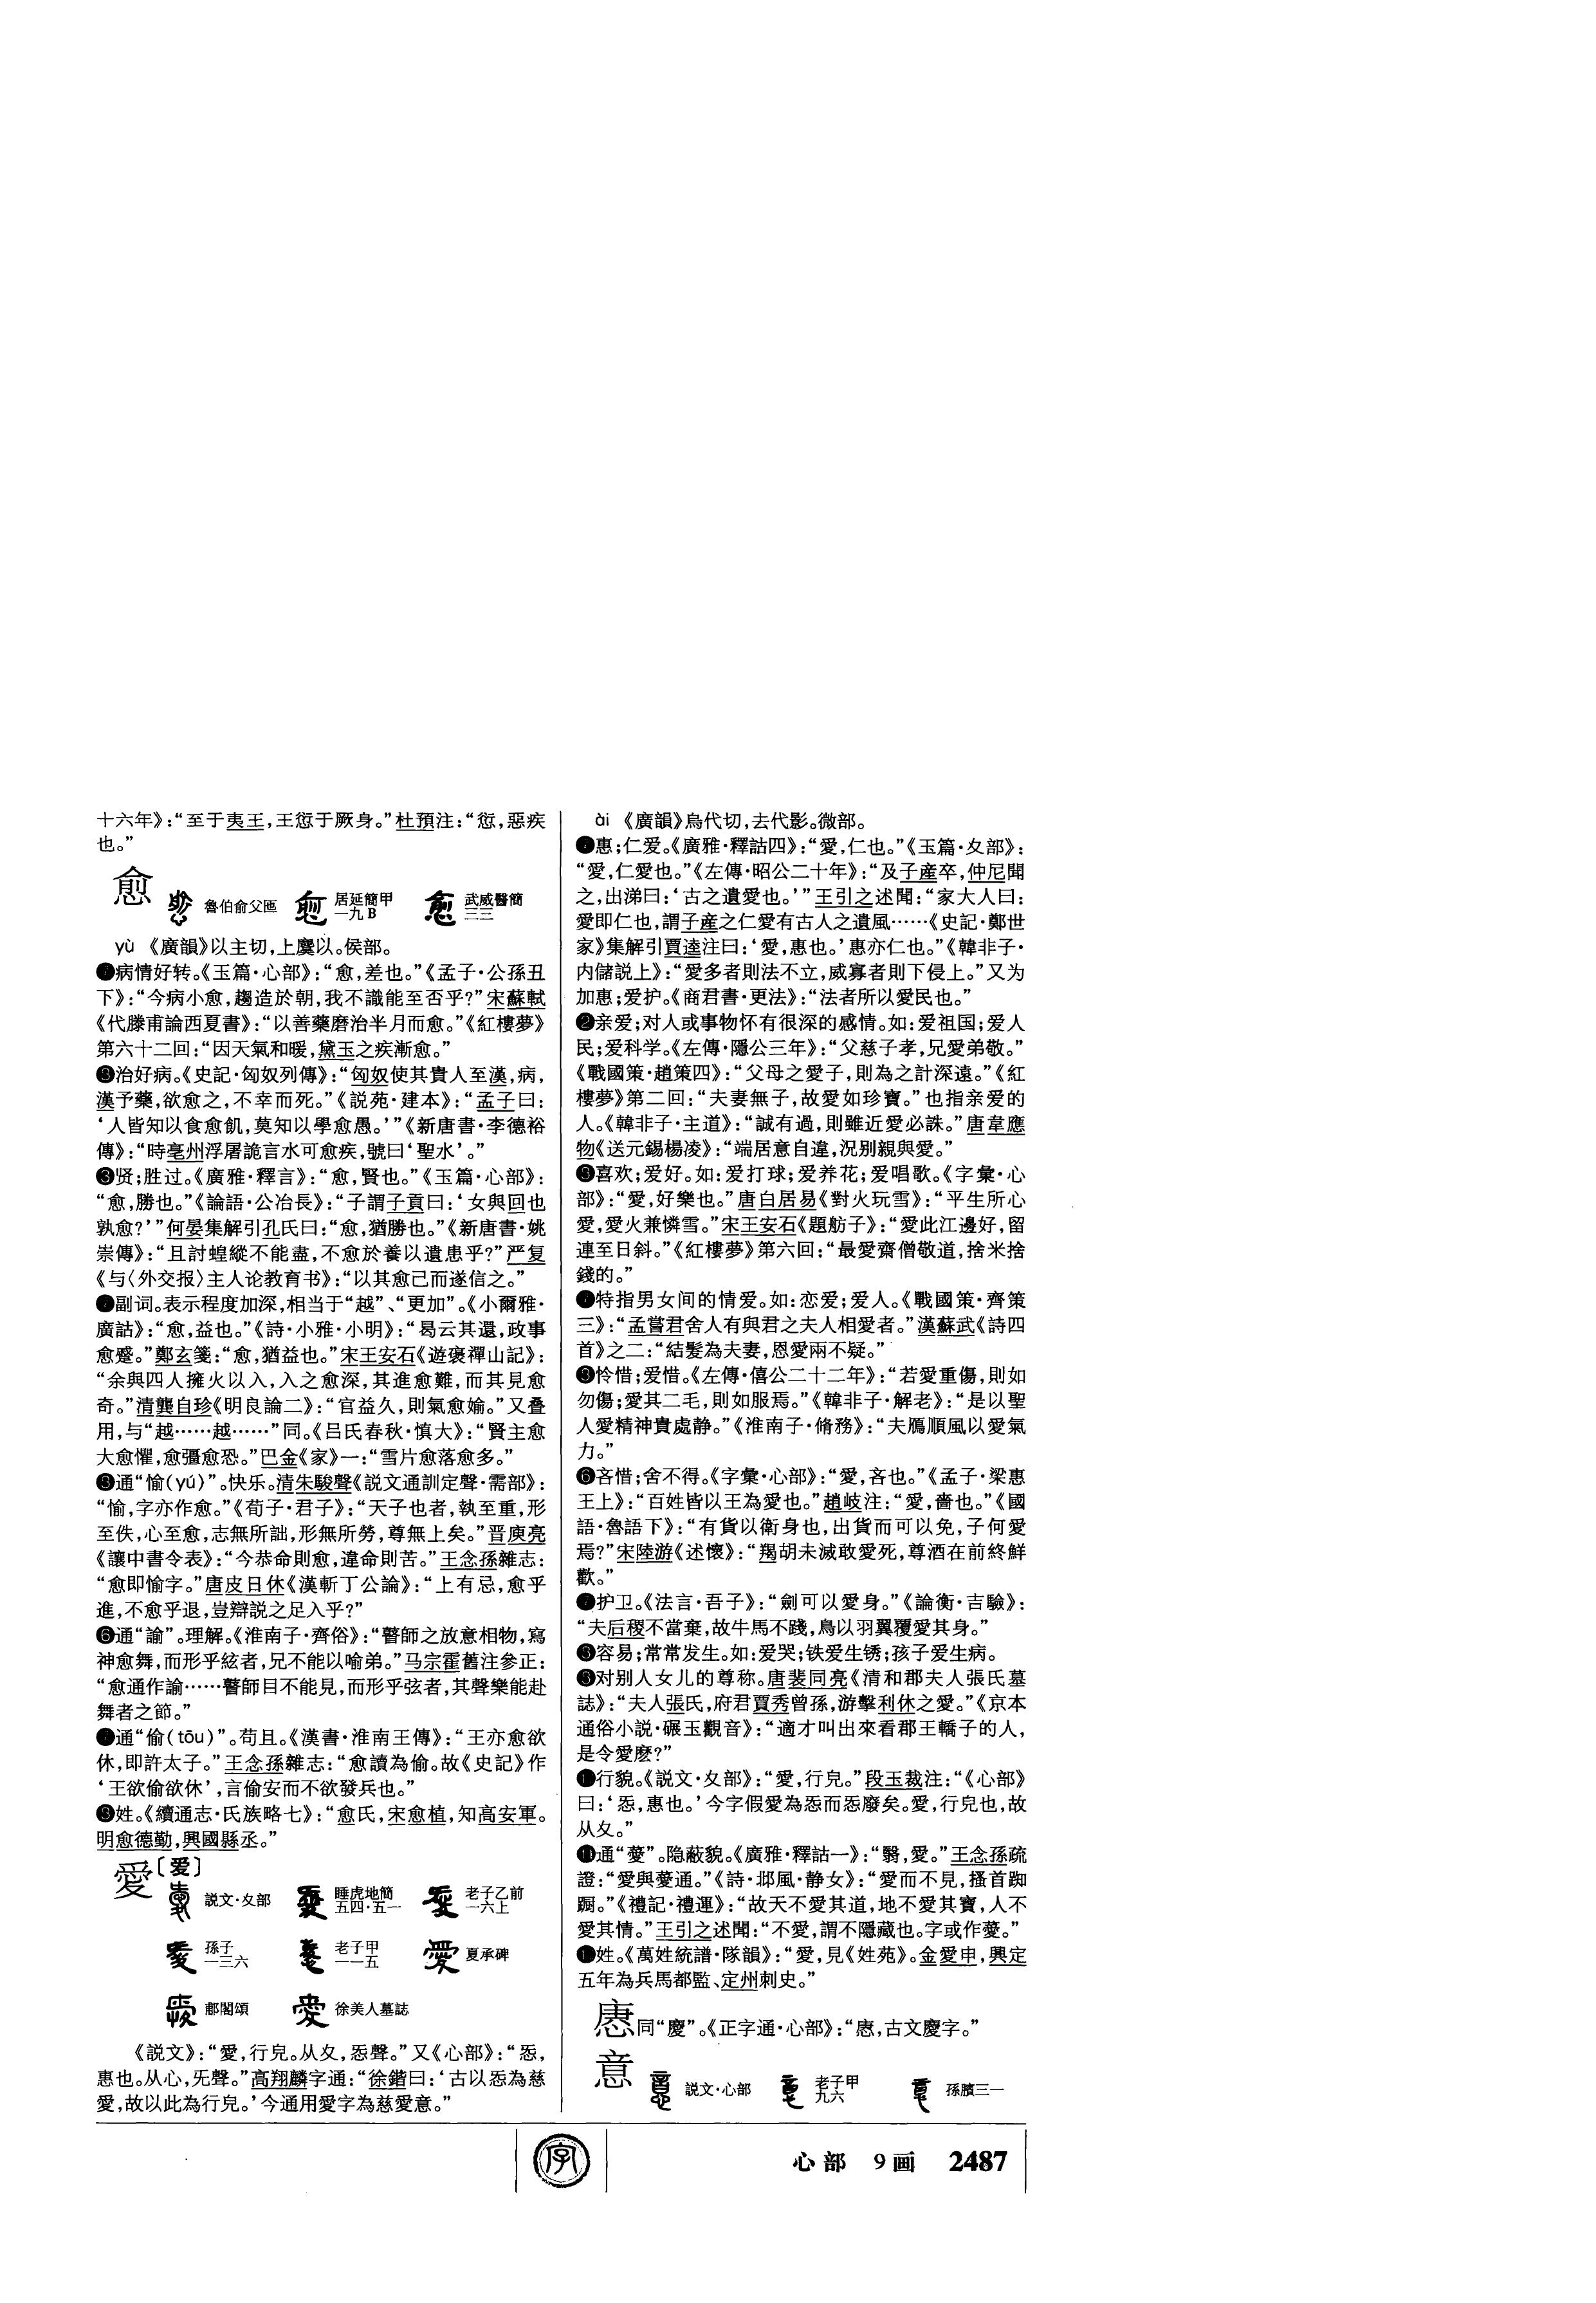 十六年》：“至于夷王，王愆于厥身。”杜預注：“愆，惡疾
也。”
愈
魯伯俞父匜
居延簡甲
一九B
武威醫簡
三三
yù 《廣韻》以主切，上麌以。侯部。
❶病情好转。《玉篇·心部》：“愈，差也。”《孟子·公孫丑
下》：“今病小愈，趨造於朝，我不識能至否乎？”宋蘇軾
《代滕甫論西夏書》：“以善藥磨治半月而愈。”《紅樓夢》
第六十二回：“因天氣和暖，黛玉之疾漸愈。”
❷治好病。《史記·匈奴列傳》：“匈奴使其貴人至漢，病，
漢予藥，欲愈之，不幸而死。”《説苑·建本》：“孟子曰：
‘人皆知以食愈飢，莫知以學愈愚。’”《新唐書·李德裕
傳》：“時亳州浮屠詭言水可愈疾，號曰‘聖水’。”
❸贤；胜过。《廣雅·釋言》：“愈，賢也。”《玉篇·心部》：
“愈，勝也。”《論語·公冶長》：“子謂子貢曰：‘女與回也
孰愈？’”何晏集解引孔氏曰：“愈，猶勝也。”《新唐書·姚
崇傳》：“且討蝗縱不能盡，不愈於養以遺患乎？”严复
《与〈外交报〉主人论教育书》：“以其愈己而遂信之。”
❹副词。表示程度加深，相当于“越”、“更加”。《小爾雅·
廣詁》：“愈，益也。”《詩·小雅·小明》：“曷云其還，政事
愈蹙。”鄭玄箋：“愈，猶益也。”宋王安石《遊褒禪山記》：
“余與四人擁火以入，入之愈深，其進愈難，而其見愈
奇。”清龔自珍《明良論二》：“官益久，則氣愈媮。”又叠
用，与“越……越……”同。《吕氏春秋·慎大》：“賢主愈
大愈懼，愈彊愈恐。”巴金《家》一：“雪片愈落愈多。”
❺通“愉（yú）”。快乐。清朱駿聲《説文通訓定聲·需部》：
“愉，字亦作愈。”《荀子·君子》：“天子也者，執至重，形
至佚，心至愈，志無所詘，形無所勞，尊無上矣。”晋庾亮
《讓中書令表》：“今恭命則愈，違命則苦。”王念孫雜志：
“愈即愉字。”唐皮日休《漢斬丁公論》：“上有忌，愈乎
進，不愈乎退，豈辯説之足入乎？”
❻通“諭”。理解。《淮南子·齊俗》：“瞽師之放意相物，寫
神愈舞，而形乎絃者，兄不能以喻弟。”马宗霍舊注參正：
“愈通作諭……瞽師目不能見，而形乎弦者，其聲樂能赴
舞者之節。”
❼通“偷（tōu）”。苟且。《漢書·淮南王傳》：“王亦愈欲
休，即許太子。”王念孫雜志：“愈讀為偷。故《史記》作
‘王欲偷欲休’，言偷安而不欲發兵也。”
❽姓。《續通志·氏族略七》：“愈氏，宋愈植，知高安軍。
明愈德勤，興國縣丞。”
愛〔爱〕
説文·夊部
睡虎地簡
五四·五一
老子乙前
一六上
孫子
一三六
老子甲
一一五
夏承碑
郙閣頌
徐美人墓誌
《説文》：“愛，行皃。从夊，㤅聲。”又《心部》：“㤅，
惠也。从心，旡聲。”高翔麟字通：“徐鍇曰：‘古以㤅為慈
愛，故以此為行皃。’今通用愛字為慈愛意。”
ài 《廣韻》烏代切，去代影。微部。
❶惠；仁爱。《廣雅·釋詁四》：“愛，仁也。”《玉篇·夊部》：
“愛，仁愛也。”《左傳·昭公二十年》：“及子産卒，仲尼聞
之，出涕曰：‘古之遺愛也。’”王引之述聞：“家大人曰：
愛即仁也，謂子産之仁愛有古人之遺風……《史記·鄭世
家》集解引賈逵注曰：‘愛，惠也。’惠亦仁也。”《韓非子·
内儲説上》：“愛多者則法不立，威寡者則下侵上。”又为
加惠；爱护。《商君書·更法》：“法者所以愛民也。”
❷亲爱；对人或事物怀有很深的感情。如：爱祖国；爱人
民；爱科学。《左傳·隱公三年》：“父慈子孝，兄愛弟敬。”
《戰國策·趙策四》：“父母之愛子，則為之計深遠。”《紅
樓夢》第二回：“夫妻無子，故愛如珍寶。”也指亲爱的
人。《韓非子·主道》：“誠有過，則雖近愛必誅。”唐韋應
物《送元錫楊凌》：“端居意自違，況别親與愛。”
❸喜欢；爱好。如：爱打球；爱养花；爱唱歌。《字彙·心
部》：“愛，好樂也。”唐白居易《對火玩雪》：“平生所心
愛，愛火兼憐雪。”宋王安石《題舫子》：“愛此江邊好，留
連至日斜。”《紅樓夢》第六回：“最愛齋僧敬道，捨米捨
錢的。”
❹特指男女间的情爱。如：恋爱；爱人。《戰國策·齊策
三》：“孟嘗君舍人有與君之夫人相愛者。”漢蘇武《詩四
首》之二：“結髮為夫妻，恩愛兩不疑。”
❺怜惜；爱惜。《左傳·僖公二十二年》：“若愛重傷，則如
勿傷；愛其二毛，則如服焉。”《韓非子·解老》：“是以聖
人愛精神貴處静。”《淮南子·脩務》：“夫鴈順風以愛氣
力。”
❻吝惜；舍不得。《字彙·心部》：“愛，吝也。”《孟子·梁惠
王上》：“百姓皆以王為愛也。”趙岐注：“愛，嗇也。”《國
語·魯語下》：“有貨以衛身也，出貨而可以免，子何愛
焉？”宋陸游《述懷》：“羯胡未滅敢愛死，尊酒在前終鮮
歡。”
❼护卫。《法言·吾子》：“劍可以愛身。”《論衡·吉驗》：
“夫后稷不當棄，故牛馬不踐，鳥以羽翼覆愛其身。”
❽容易；常常发生。如：爱哭；铁爱生锈；孩子爱生病。
❾对别人女儿的尊称。唐裴同亮《清和郡夫人張氏墓
誌》：“夫人張氏，府君賈秀曾孫，游擊利休之愛。”《京本
通俗小説·碾玉觀音》：“適才叫出來看郡王轎子的人，
是令愛麽？”
❿行貌。《説文·夊部》：“愛，行皃。”段玉裁注：“《心部》
曰：‘㤅，惠也。’今字假愛為㤅而㤅廢矣。愛，行皃也，故
从夊。”
⓫通“薆”。隐蔽貌。《廣雅·釋詁一》：“翳，愛。”王念孫疏
證：“愛與薆通。”《詩·邶風·静女》：“愛而不見，搔首踟
蹰。”《禮記·禮運》：“故天不愛其道，地不愛其寶，人不
愛其情。”王引之述聞：“不愛，謂不隱藏也。字或作薆。”
⓬姓。《萬姓統譜·隊韻》：“愛，見《姓苑》。金愛申，興定
五年為兵馬都監、定州刺史。”
㤲同“慶”。《正字通·心部》：“㤲，古文慶字。”
意
説文·心部
老子甲
九六
孫臏三一
字
心部 9画 2487